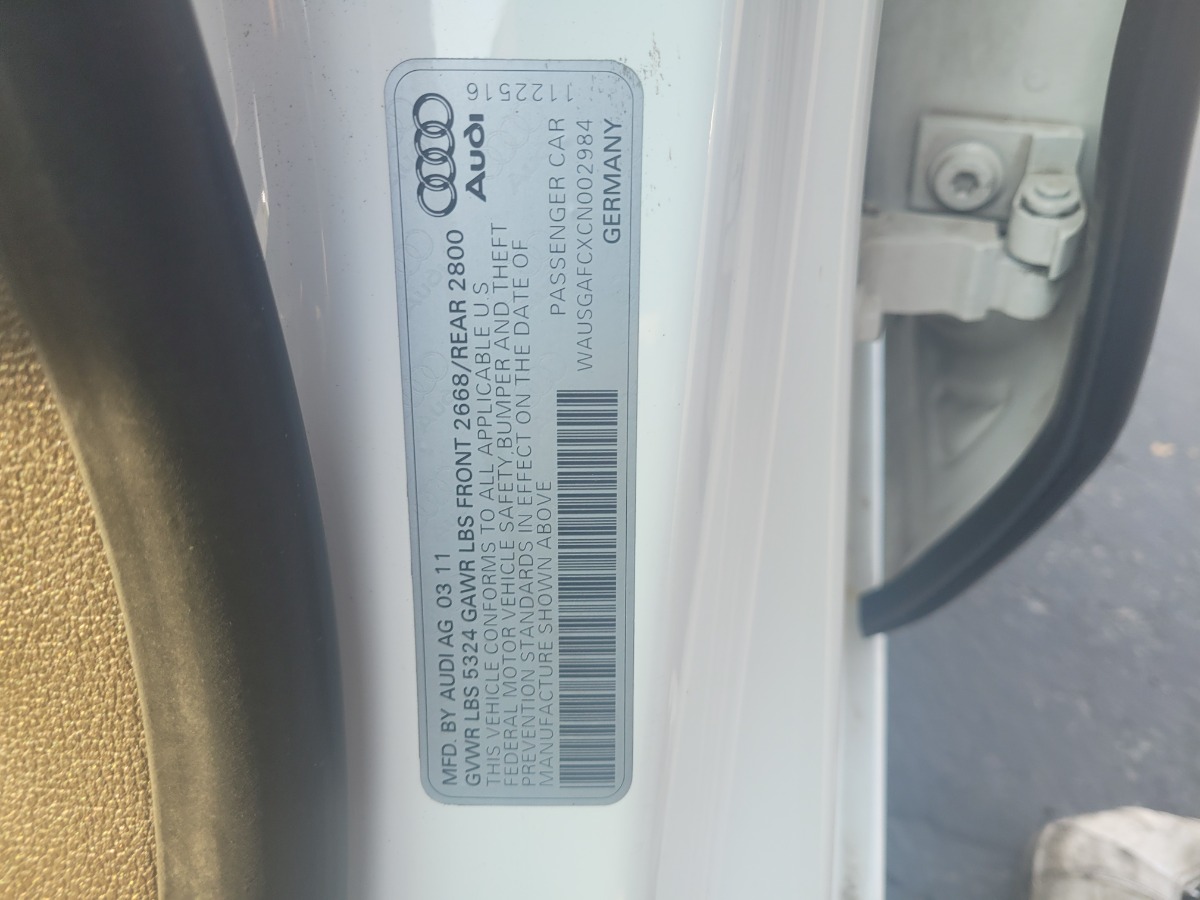 MFD. BY AUDI AG 03 11
GVWR LBS 5324 GAWR LBS FRONT 2668/REAR 2800
THIS VEHICLE CONFORMS TO ALL APPLICABLE U.S
FEDERAL MOTOR VEHICLE SAFETY,BUMPER AND THEFT
PREVENTION STANDARDS IN EFFECT ON THE DATE OF
MANUFACTURE SHOWN ABOVE
Audi
PASSENGER CAR
WAUSGAFCXCN002984
GERMANY
1122516